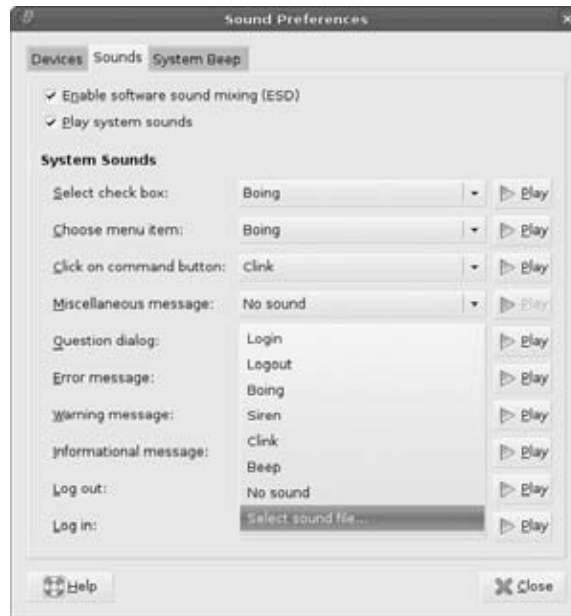 Sound Preferences
Devices Sounds System Beep
Enable software sound mixing (ESD)
Play system sounds
System Sounds
Select check box: Boing Play
Choose menu item: Boing Play
Click on command button: Clink Play
Miscellaneous message: No sound Play
Question dialog: Login Play
Logout
Error message: Boing Play
Siren
Warning message: Clink Play
Informational message: Beep Play
Log out: No sound Play
Log in: Select sound file... Play
Help Close